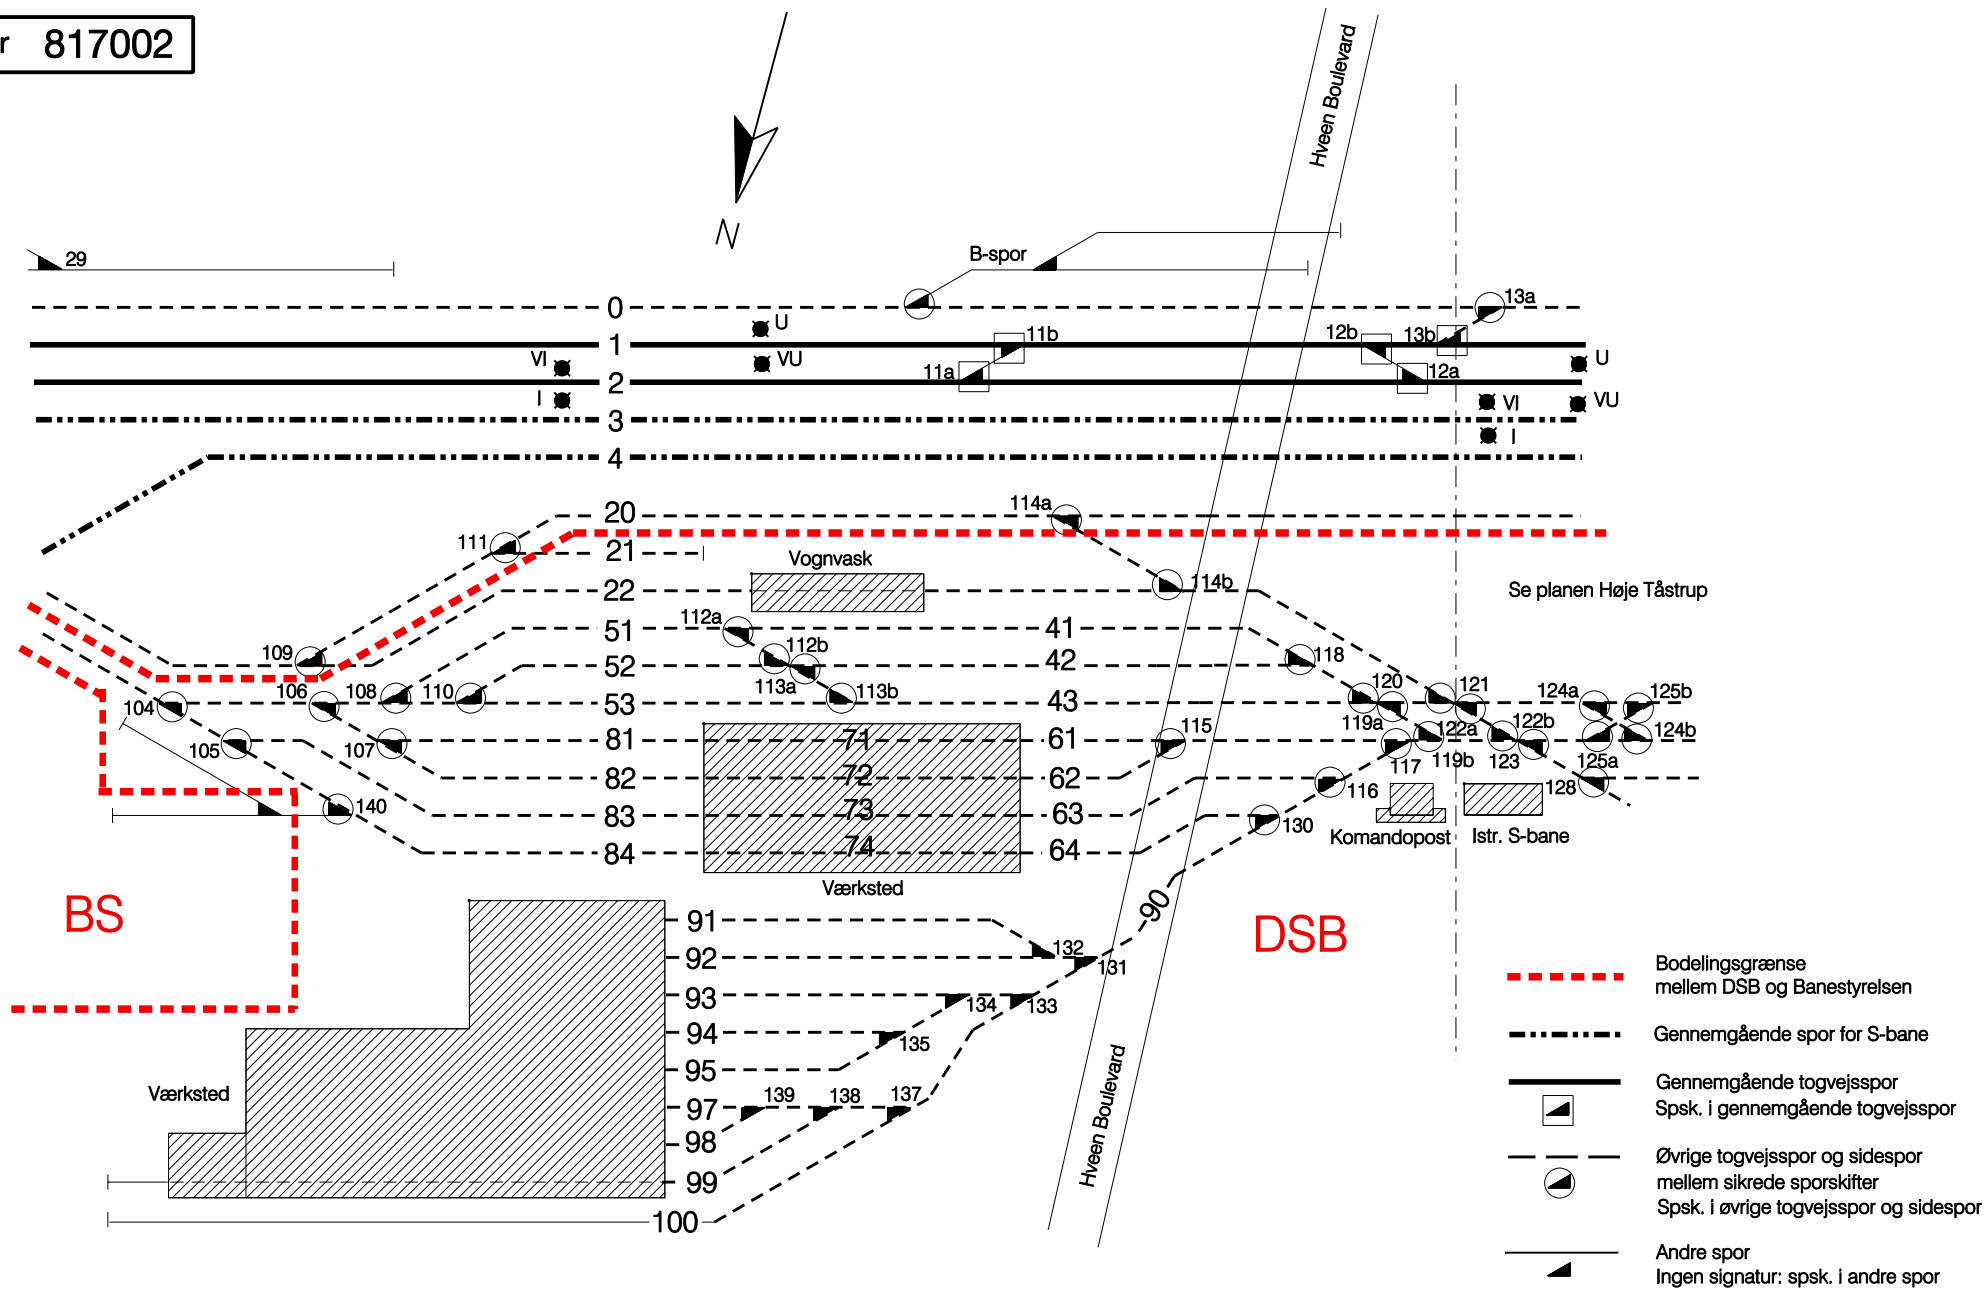 r 817002
Hveen Boulevard
N
29
B-spor
0
13a
U
1
11b
12b
13b
VI
VU
U
11a
2
12a
I
VI
VU
3
I
4
20
114a
111
21
Vognvask
22
114b
Se planen Høje Tåstrup
112a
51
41
112b
109
52
42
118
106
108
110
113a
113b
120
121
124a
125b
104
53
43
119a
122a
122b
124b
105
107
81
71
61
115
117
119b
123
125a
82
72
62
116
128
140
83
73
63
130
Komandopost
Istr. S-bane
84
74
64
Værksted
BS
91
90
DSB
92
132
131
93
134
133
94
135
95
Værksted
97
139
138
137
98
99
100
Hveen Boulevard
Bodelingsgrænse
mellem DSB og Banestyrelsen
Gennemgående spor for S-bane
Gennemgående togvejsspor
Spsk. i gennemgående togvejsspor
Øvrige togvejsspor og sidespor
mellem sikrede sporskifter
Spsk. i øvrige togvejsspor og sidespor
Andre spor
Ingen signatur: spsk. i andre spor